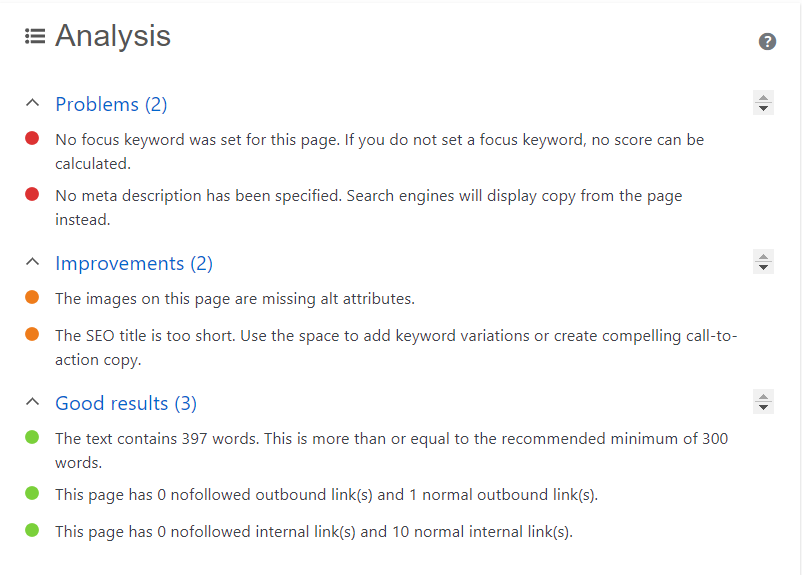 Analysis
?
Problems (2)
No focus keyword was set for this page. If you do not set a focus keyword, no score can be
calculated.
No meta description has been specified. Search engines will display copy from the page
instead.
Improvements (2)
The images on this page are missing alt attributes.
The SEO title is too short. Use the space to add keyword variations or create compelling call-to-
action copy.
Good results (3)
The text contains 397 words. This is more than or equal to the recommended minimum of 300
words.
This page has 0 nofollowed outbound link(s) and 1 normal outbound link(s).
This page has 0 nofollowed internal link(s) and 10 normal internal link(s).